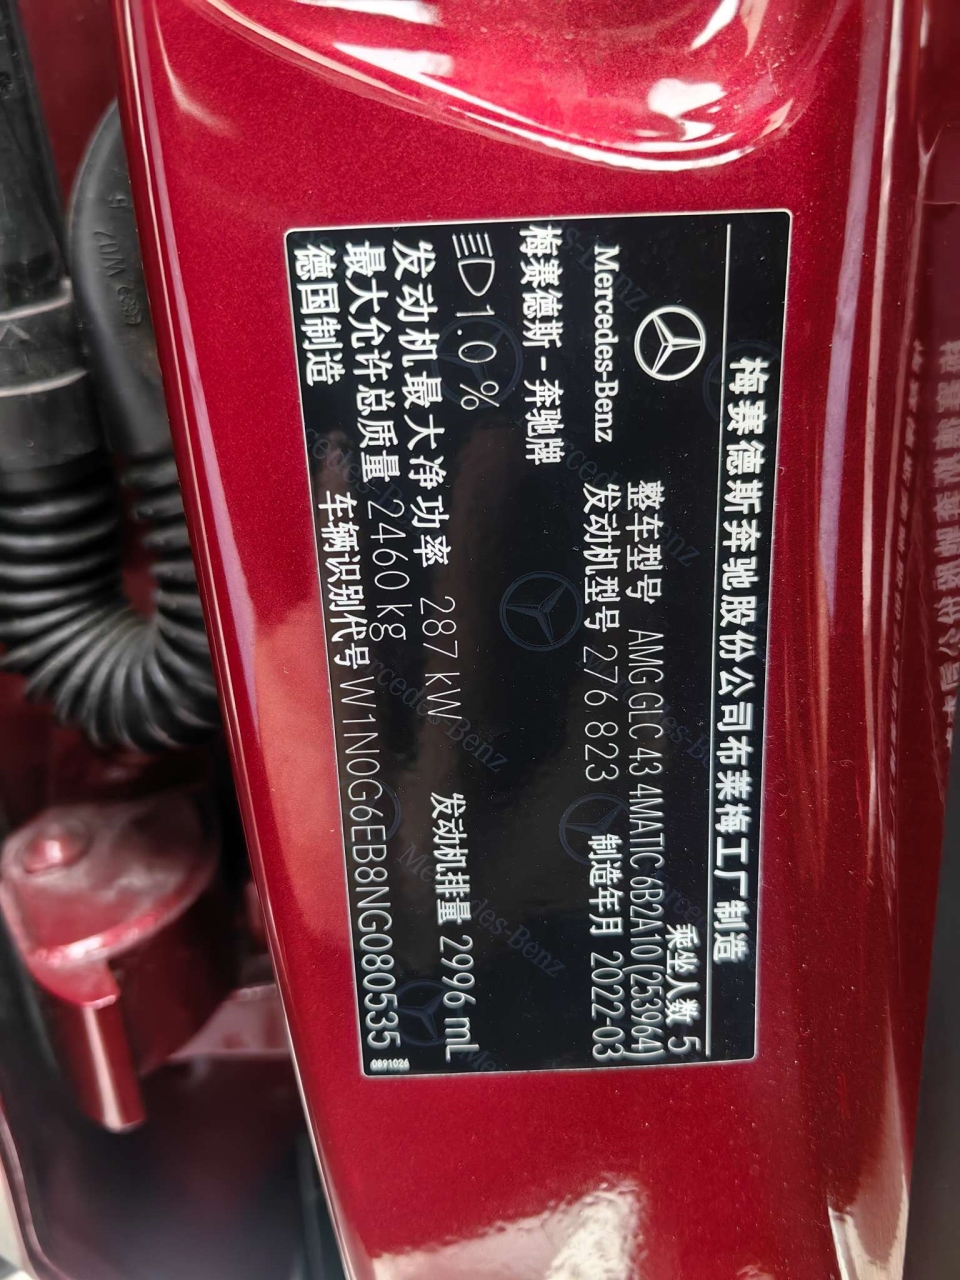 梅赛德斯奔驰股份公司布莱梅工厂制造
乘坐人数 5
整车型号 AMG GLC 43 4MATIC 6B2A10(253964)
Mercedes-Benz
发动机型号 276 823 制造年月 2022-03
梅赛德斯-奔驰牌
1.0 %
发动机最大净功率 287 kW 发动机排量 2996 mL
最大允许总质量 2460 kg
德国制造 车辆识别代号 W1N0G6EB8NG080535
0891026